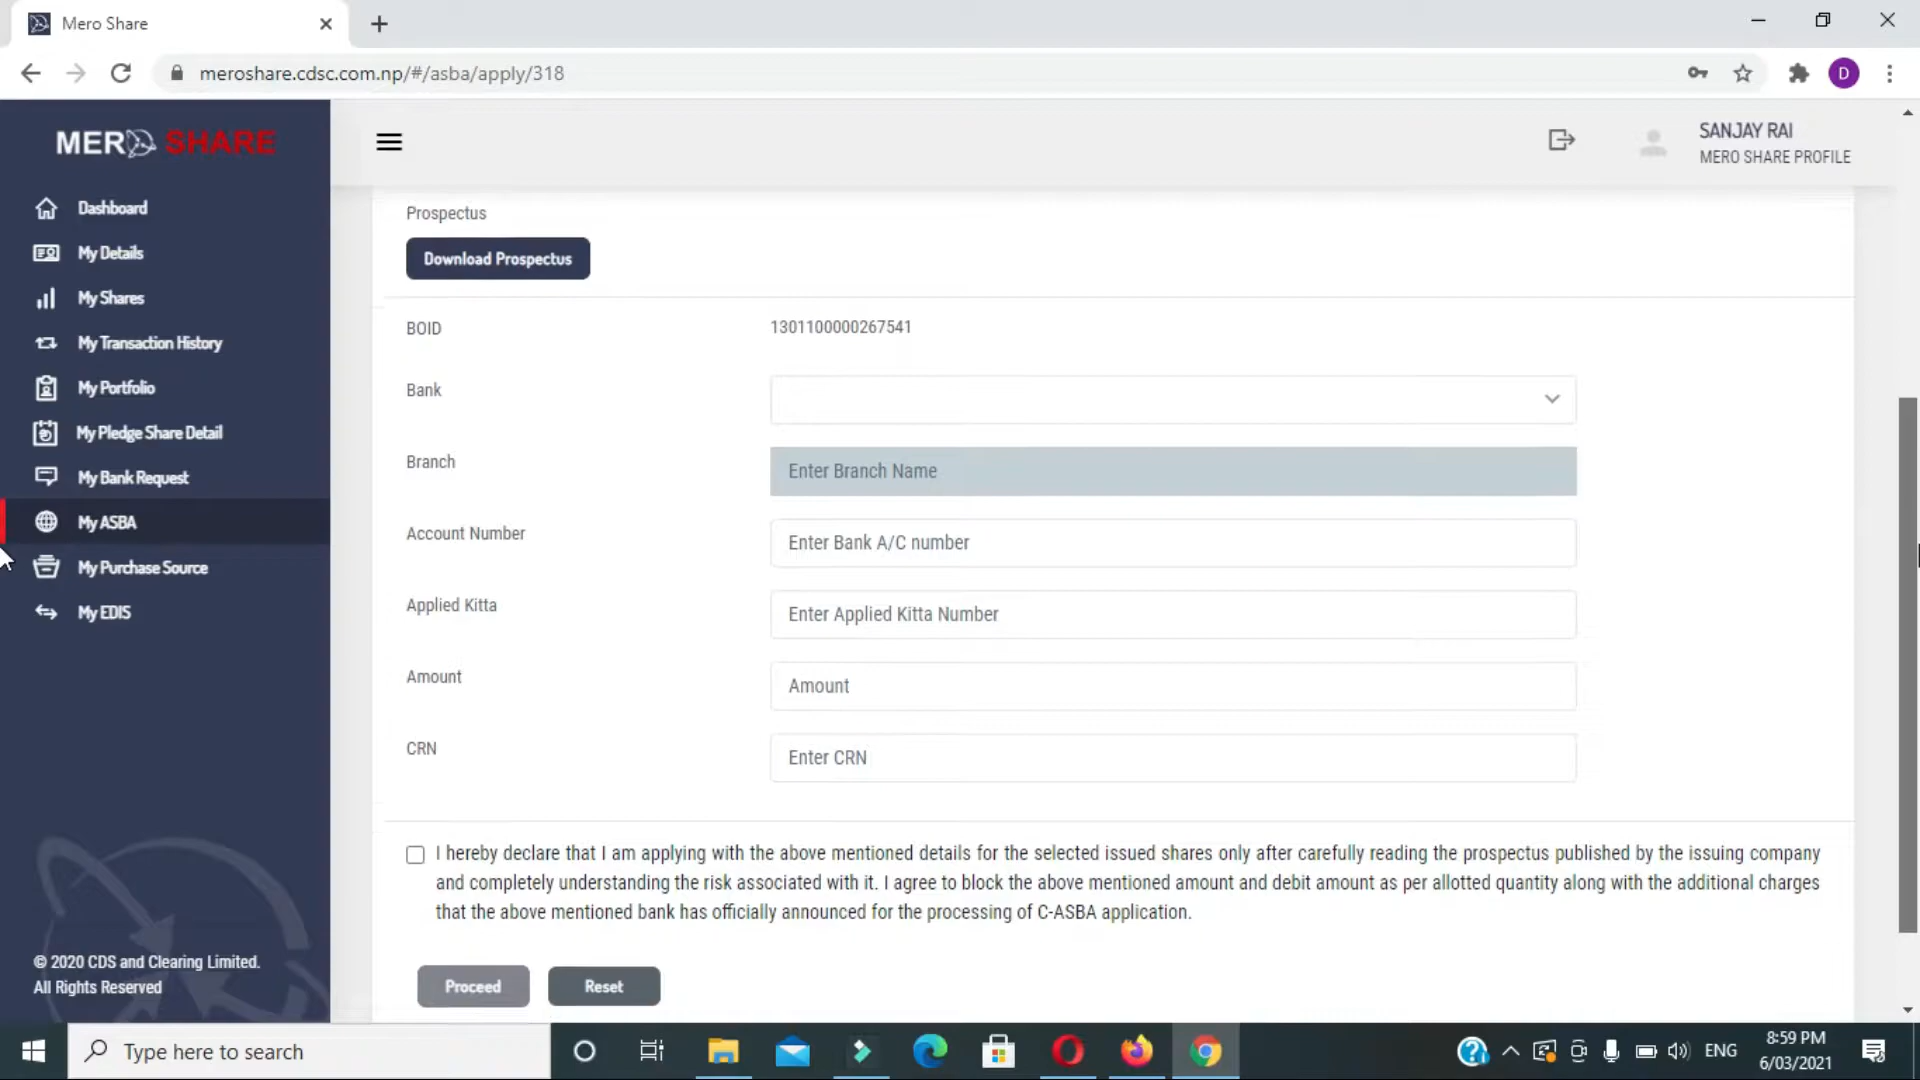 Mero Share
meroshare.cdsc.com.np/#/asba/apply/318
D
MERO SHARE
SANJAY RAI
MERO SHARE PROFILE
Dashboard
My Details
My Shares
My Transaction History
My Portfolio
My Pledge Share Detail
My Bank Request
My ASBA
My Purchase Source
My EDIS
© 2020 CDS and Clearing Limited.
All Rights Reserved
Prospectus
Download Prospectus
BOID 1301100000267541
Bank
Branch Enter Branch Name
Account Number Enter Bank A/C number
Applied Kitta Enter Applied Kitta Number
Amount Amount
CRN Enter CRN
I hereby declare that I am applying with the above mentioned details for the selected issued shares only after carefully reading the prospectus published by the issuing company
and completely understanding the risk associated with it. I agree to block the above mentioned amount and debit amount as per allotted quantity along with the additional charges
that the above mentioned bank has officially announced for the processing of C-ASBA application.
Proceed Reset
Type here to search
ENG
8:59 PM
6/03/2021